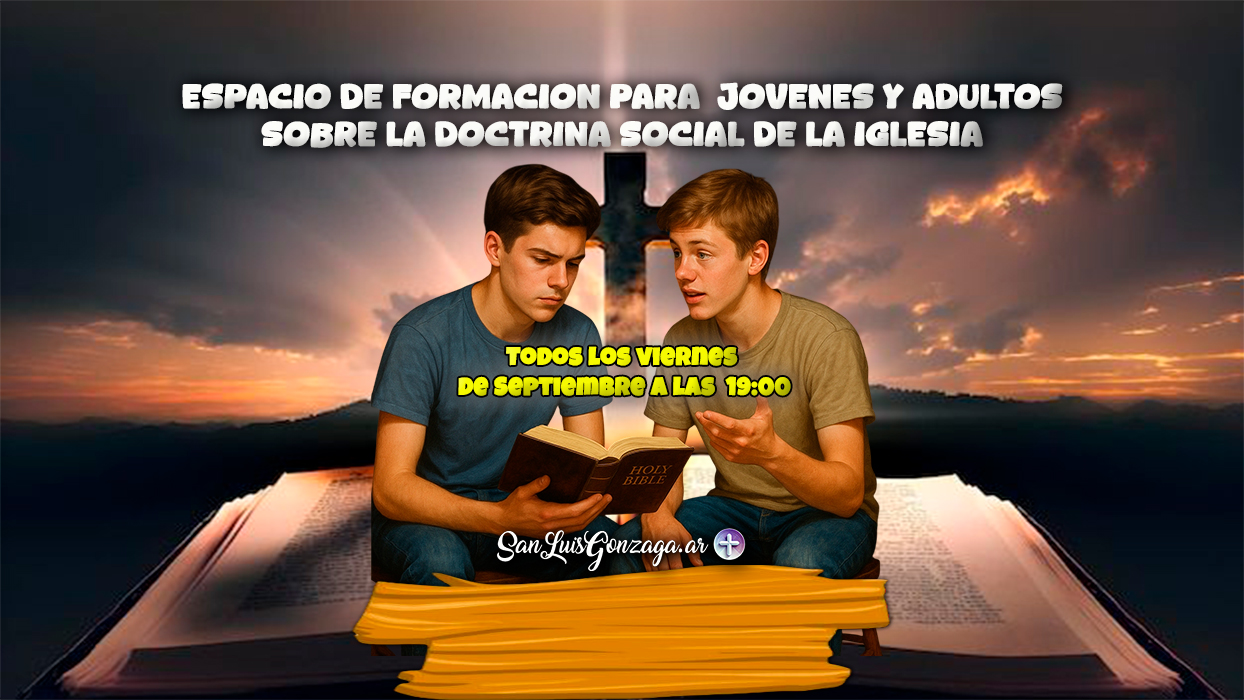 ESPACIO DE FORMACION PARA JOVENES Y ADULTOS
SOBRE LA DOCTRINA SOCIAL DE LA IGLESIA
TODOS LOS VIERNES
DE SEPTIEMBRE A LAS 19:00
HOLY
BIBLE
SanLuisGonzaga.ar